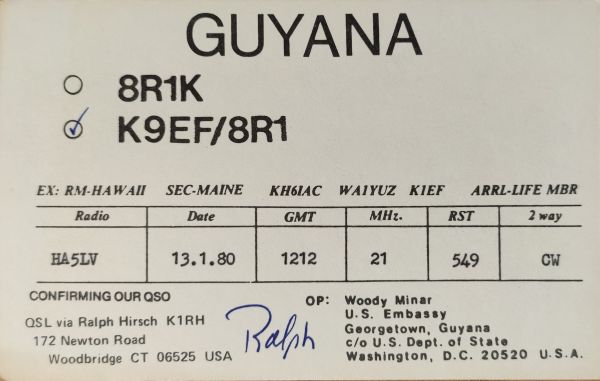 GUYANA
8R1K
K9EF/8R1
EX: RM-HAWAII SEC-MAINE KH6IAC WA1YUZ K1EF ARRL-LIFE MBR
Radio Date GMT MHz. RST 2 way
HA5LV 13.1.80 1212 21 549 CW
CONFIRMING OUR QSO
QSL via Ralph Hirsch K1RH
172 Newton Road
Woodbridge CT 06525 USA
Ralph
OP: Woody Minar
U.S. Embassy
Georgetown, Guyana
c/o U.S. Dept. of State
Washington, D.C. 20520 U.S.A.